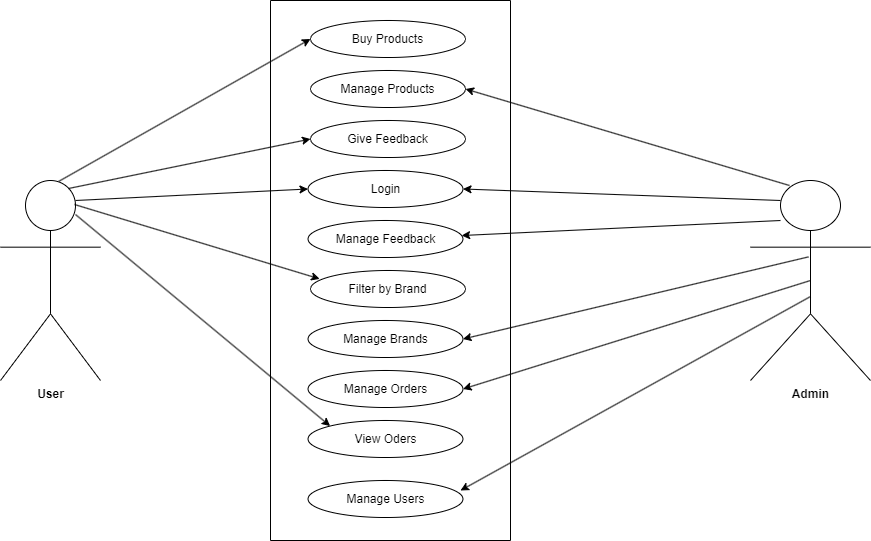 Buy Products
Manage Products
Give Feedback
Login
Manage Feedback
Filter by Brand
Manage Brands
Manage Orders
View Oders
Manage Users
User
Admin